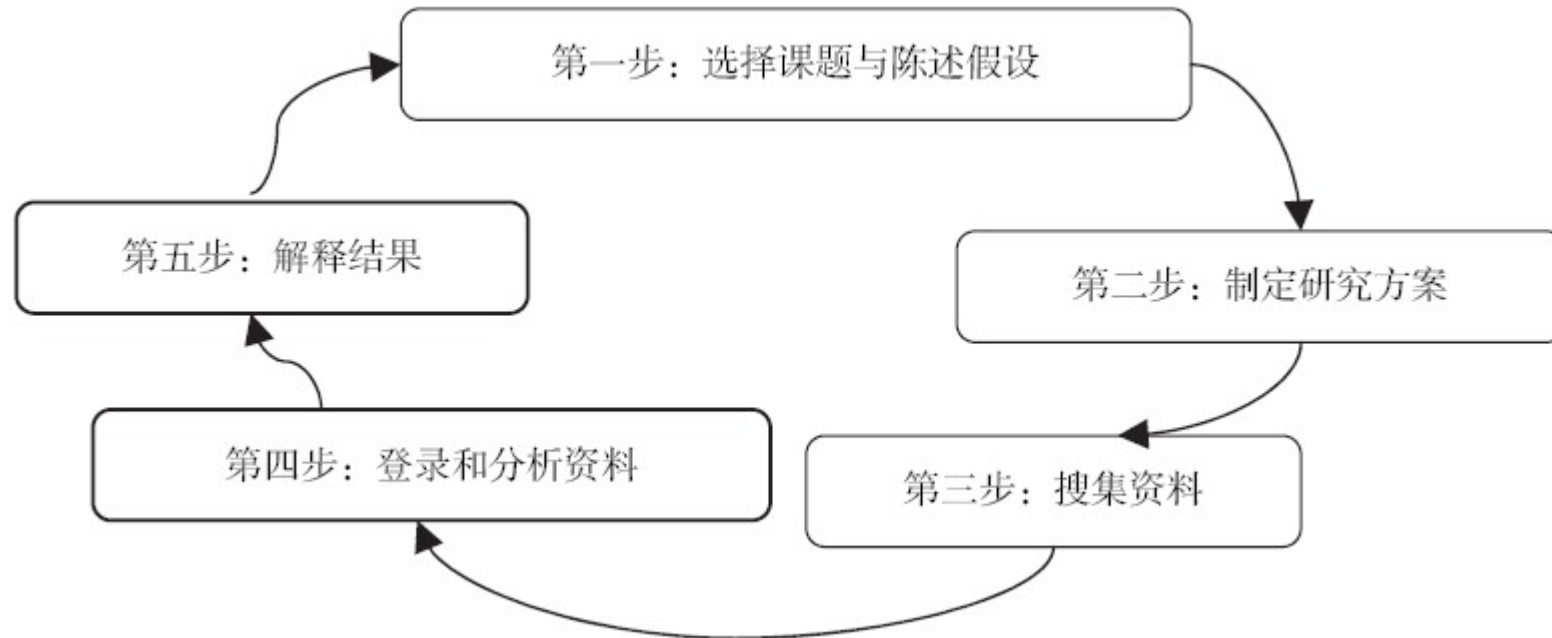 第一步：选择课题与陈述假设
第二步：制定研究方案
第三步：搜集资料
第四步：登录和分析资料
第五步：解释结果